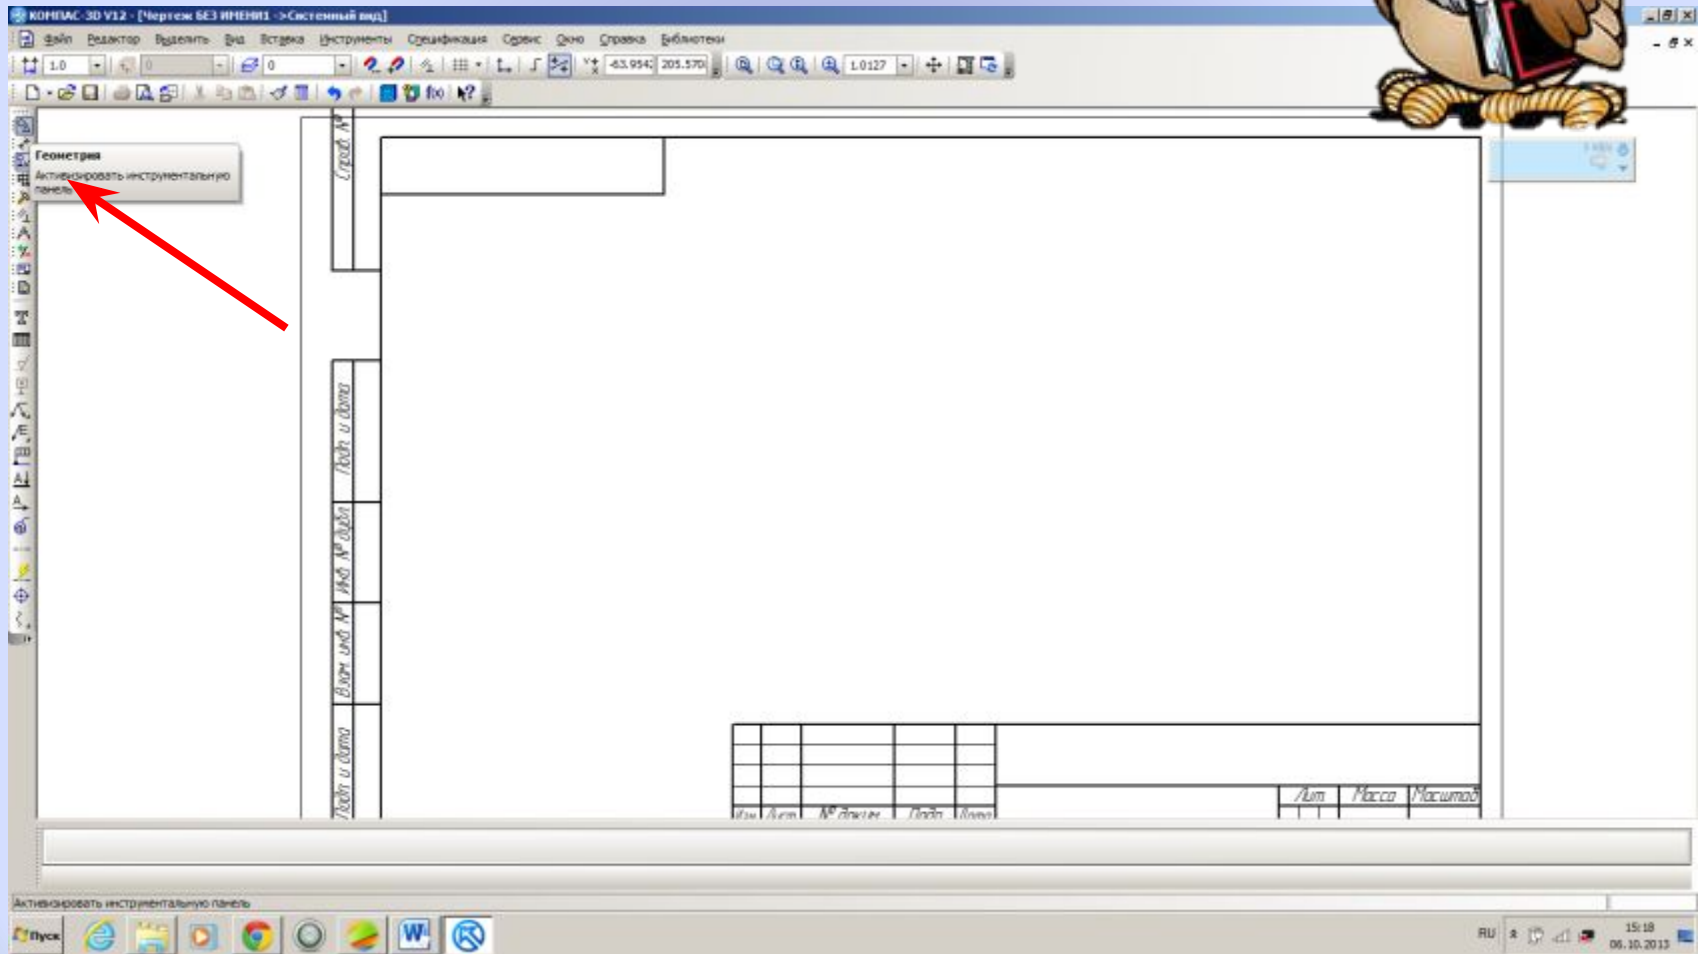 КОМПАС-3D V12 - [Чертеж БЕЗ ИМЕНИ1 ->Системный вид]
Файл Редактор Выделить Вид Вставка Инструменты Спецификация Сервис Окно Справка Библиотеки
1.0 0 0 205.570 1.0127
f(x)
Геометрия
Активизировать инструментальную
панель
Справ. №
Подп. и дата
Инв. № дубл.
Взам. инв. №
Подп. и дата
Лит. Масса Масштаб
Изм. Лист № докум. Подп. Дата
Активизировать инструментальную панель
Пуск
RU
15:18
06.10.2013